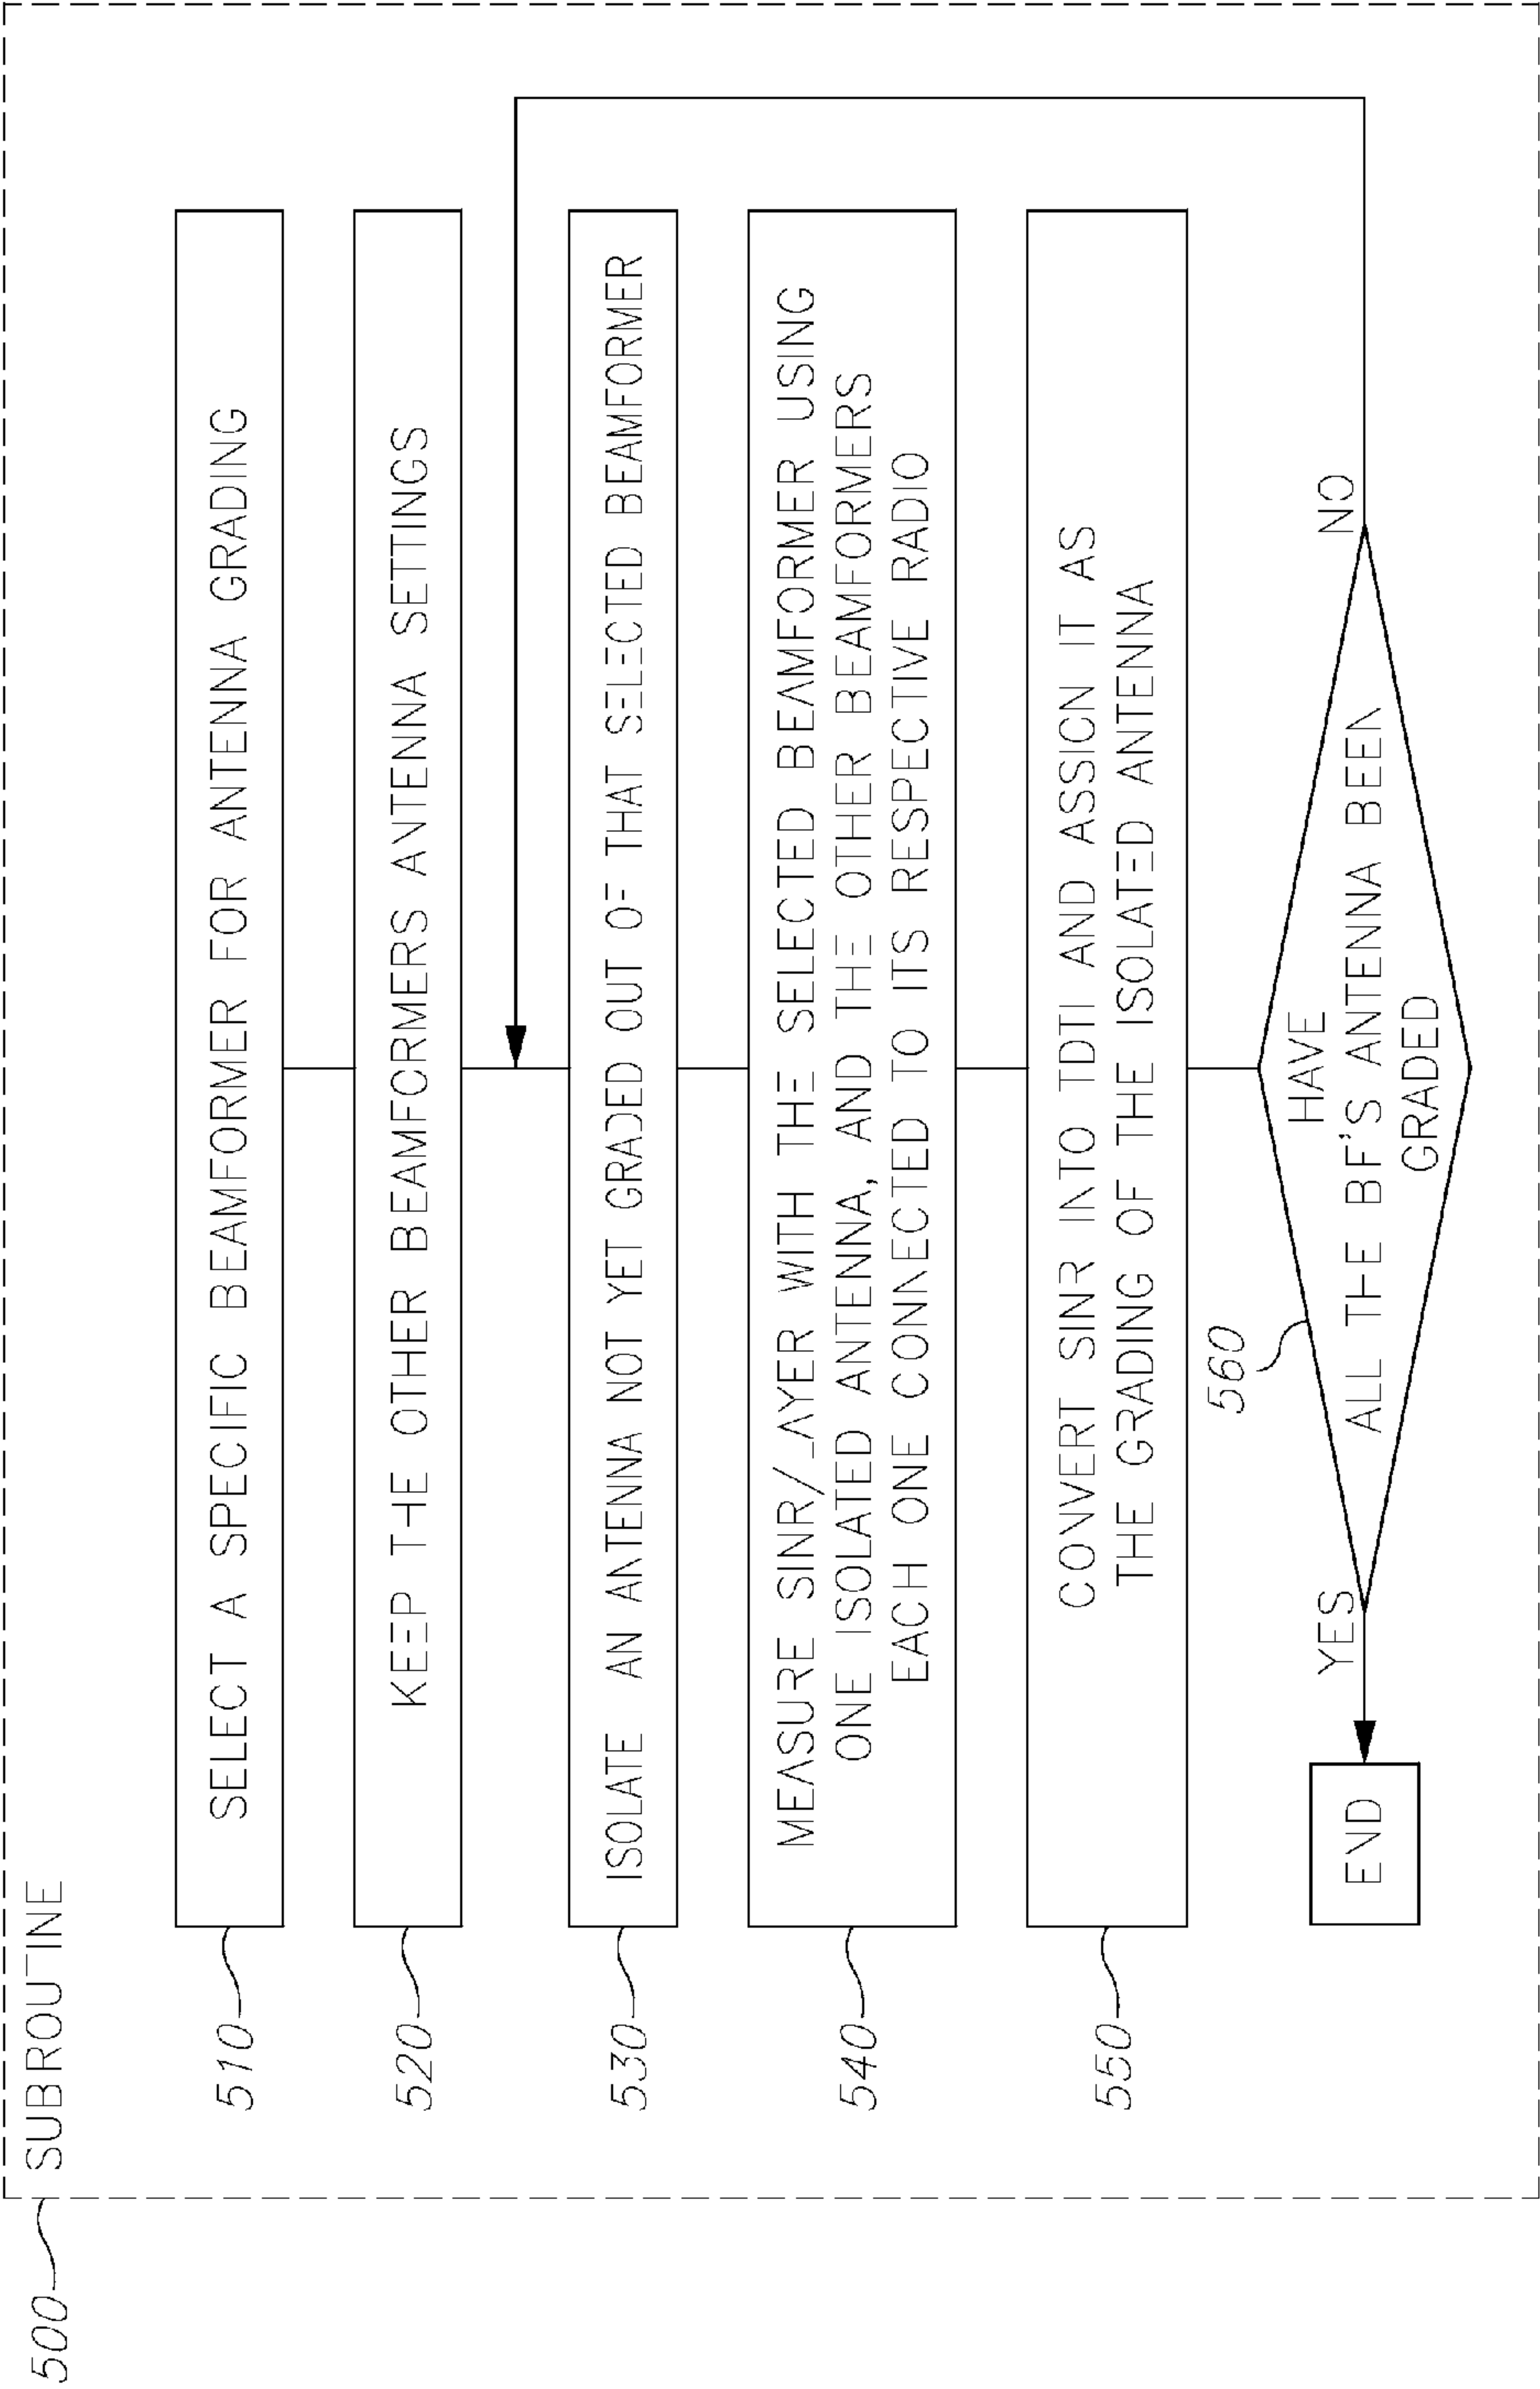 500
SUBROUTINE
510
SELECT A SPECIFIC BEAMFORMER FOR ANTENNA GRADING
520
KEEP THE OTHER BEAMFORMERS ANTENNA SETTINGS
530
ISOLATE AN ANTENNA NOT YET GRADED OUT OF THAT SELECTED BEAMFORMER
540
MEASURE SINR/LAYER WITH THE SELECTED BEAMFORMER USING
ONE ISOLATED ANTENNA, AND THE OTHER BEAMFORMERS
EACH ONE CONNECTED TO ITS RESPECTIVE RADIO
550
CONVERT SINR INTO TDTI AND ASSIGN IT AS
THE GRADING OF THE ISOLATED ANTENNA
560
HAVE
ALL THE BF'S ANTENNA BEEN
GRADED
YES
NO
END